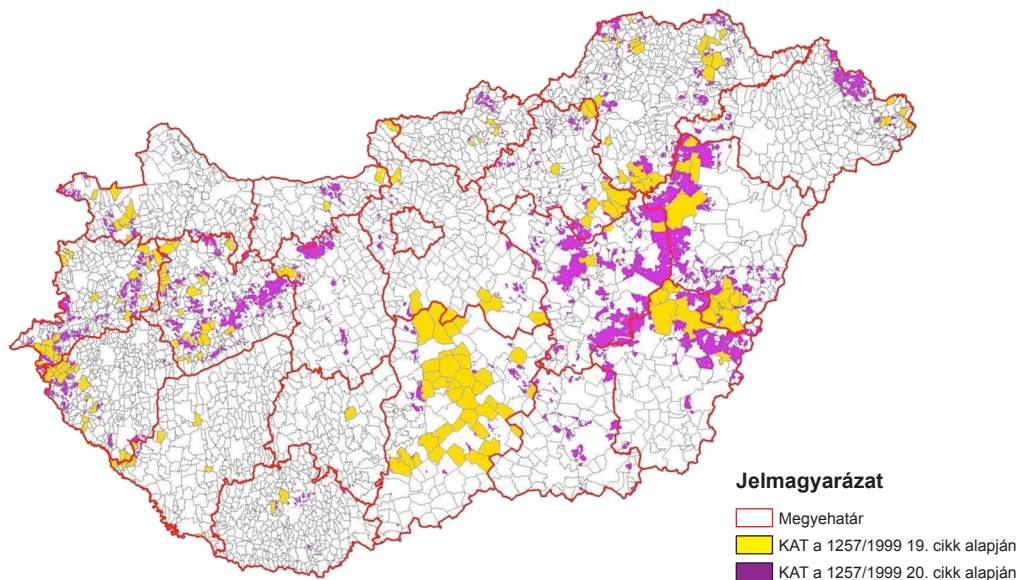 Jelmagyarázat
Megyehatár
KAT a 1257/1999 19. cikk alapján
KAT a 1257/1999 20. cikk alapján